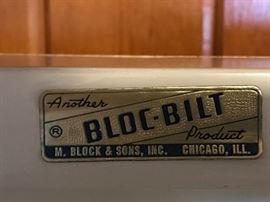 Another
BLOC-BILT
® Product
M. BLOCK & SONS, INC. CHICAGO, ILL.